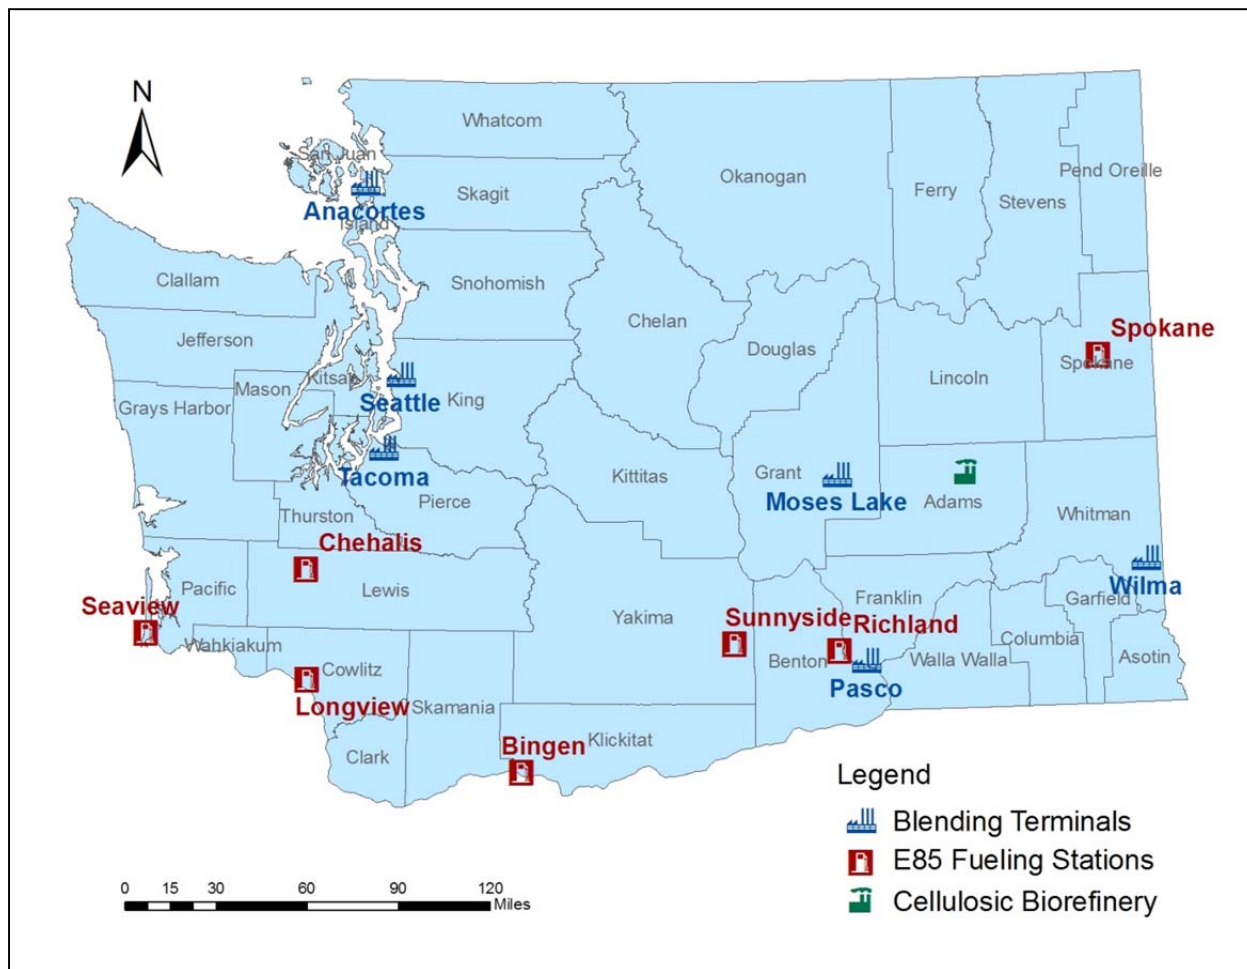 N
Whatcom
San Juan
Okanogan
Ferry
Pend Oreille
Skagit
Stevens
Anacortes
Island
Clallam
Snohomish
Chelan
Spokane
Jefferson
Douglas
Spokane
Kitsap
Mason
Lincoln
Seattle
King
Grays Harbor
Tacoma
Kittitas
Grant
Moses Lake
Adams
Pierce
Whitman
Thurston
Chehalis
Wilma
Pacific
Lewis
Franklin
Garfield
Seaview
Yakima
Sunnyside
Richland
Wahkiakum
Columbia
Cowlitz
Benton
Walla Walla
Asotin
Pasco
Longview
Skamania
Bingen
Klickitat
Clark
Legend
Blending Terminals
E85 Fueling Stations
Cellulosic Biorefinery
0 15 30 60 90 120
Miles